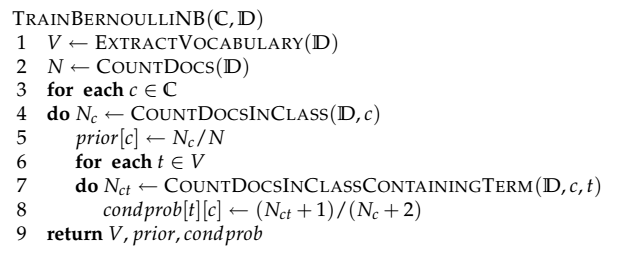 TRAINBERNOULLINB(ℂ, 𝔻)
1 V ← EXTRACTVOCABULARY(𝔻)
2 N ← COUNTDOCS(𝔻)
3 for each c ∈ ℂ
4 do N_c ← COUNTDOCSINCLASS(𝔻, c)
5 prior[c] ← N_c/N
6 for each t ∈ V
7 do N_ct ← COUNTDOCSINCLASSCONTAININGTERM(𝔻, c, t)
8 condprob[t][c] ← (N_ct + 1)/(N_c + 2)
9 return V, prior, condprob